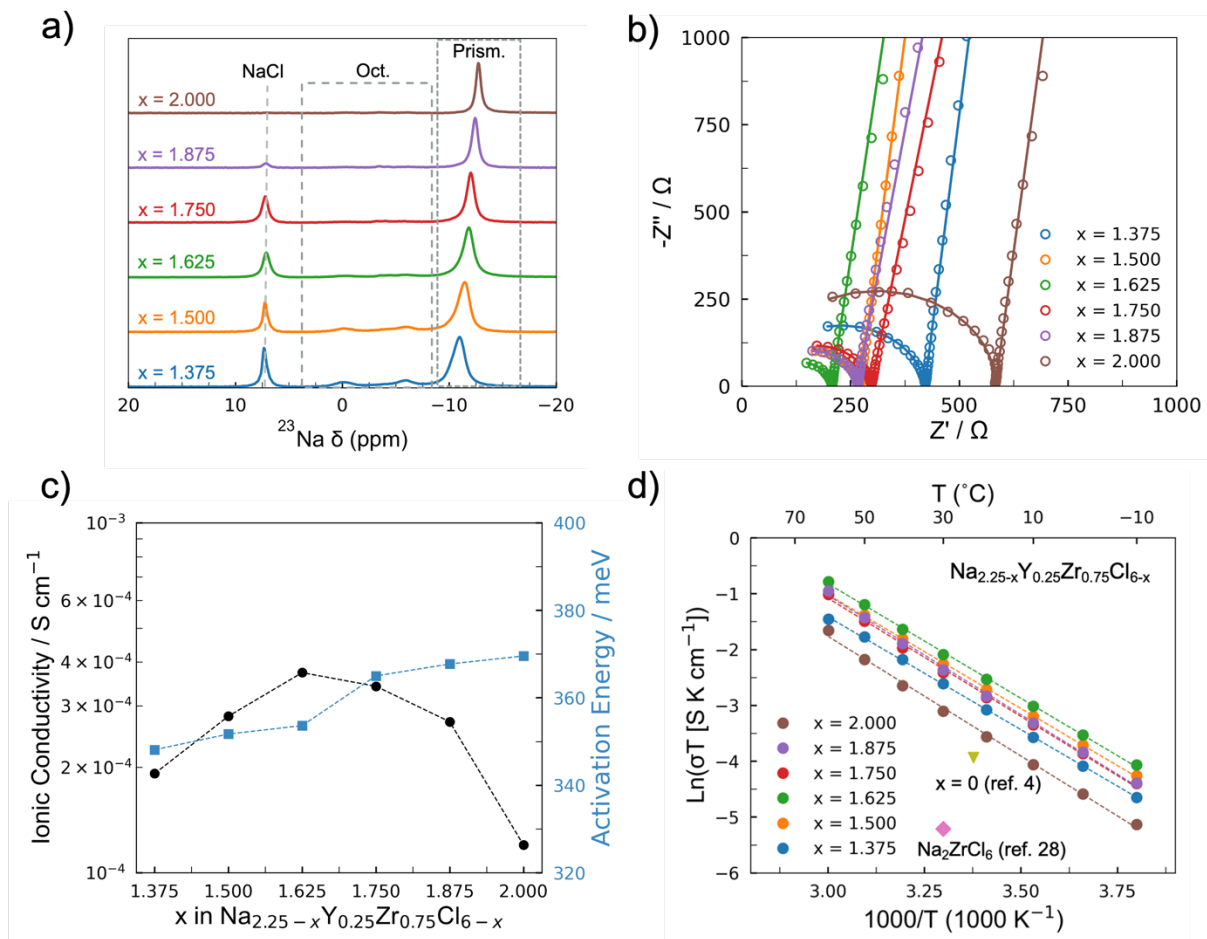 a)
NaCl
Oct.
Prism.
x = 2.000
x = 1.875
x = 1.750
x = 1.625
x = 1.500
x = 1.375
20 10 0 -10 -20
²³Na δ (ppm)
b)
1000
750
500
250
0
-Z'' / Ω
x = 1.375
x = 1.500
x = 1.625
x = 1.750
x = 1.875
x = 2.000
0 250 500 750 1000
Z' / Ω
c)
10⁻³
6 × 10⁻⁴
4 × 10⁻⁴
2 × 10⁻⁴
10⁻⁴
Ionic Conductivity / S cm⁻¹
400
380
360
340
320
Activation Energy / meV
1.375 1.500 1.625 1.750 1.875 2.000
x in Na₂.₂₅₋ₓY₀.₂₅Zr₀.₇₅Cl₆₋ₓ
d)
T (°C)
70 50 30 10 −10
0
−1
−2
−3
−4
−5
−6
Ln(σT [S K cm⁻¹])
Na₂.₂₅₋ₓY₀.₂₅Zr₀.₇₅Cl₆₋ₓ
x = 2.000
x = 1.875
x = 1.750
x = 1.625
x = 1.500
x = 1.375
x = 0 (ref. 4)
Na₂ZrCl₆ (ref. 28)
3.00 3.15 3.30 3.45 3.60 3.75
1000/T (1000 K⁻¹)